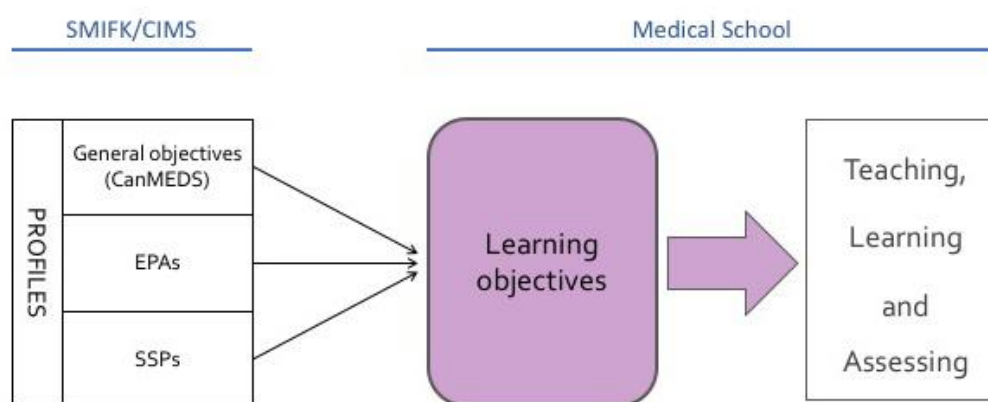 SMIFK/CIMS
Medical School
PROFILES
General objectives
(CanMEDS)
EPAs
SSPs
Learning
objectives
Teaching,
Learning
and
Assessing